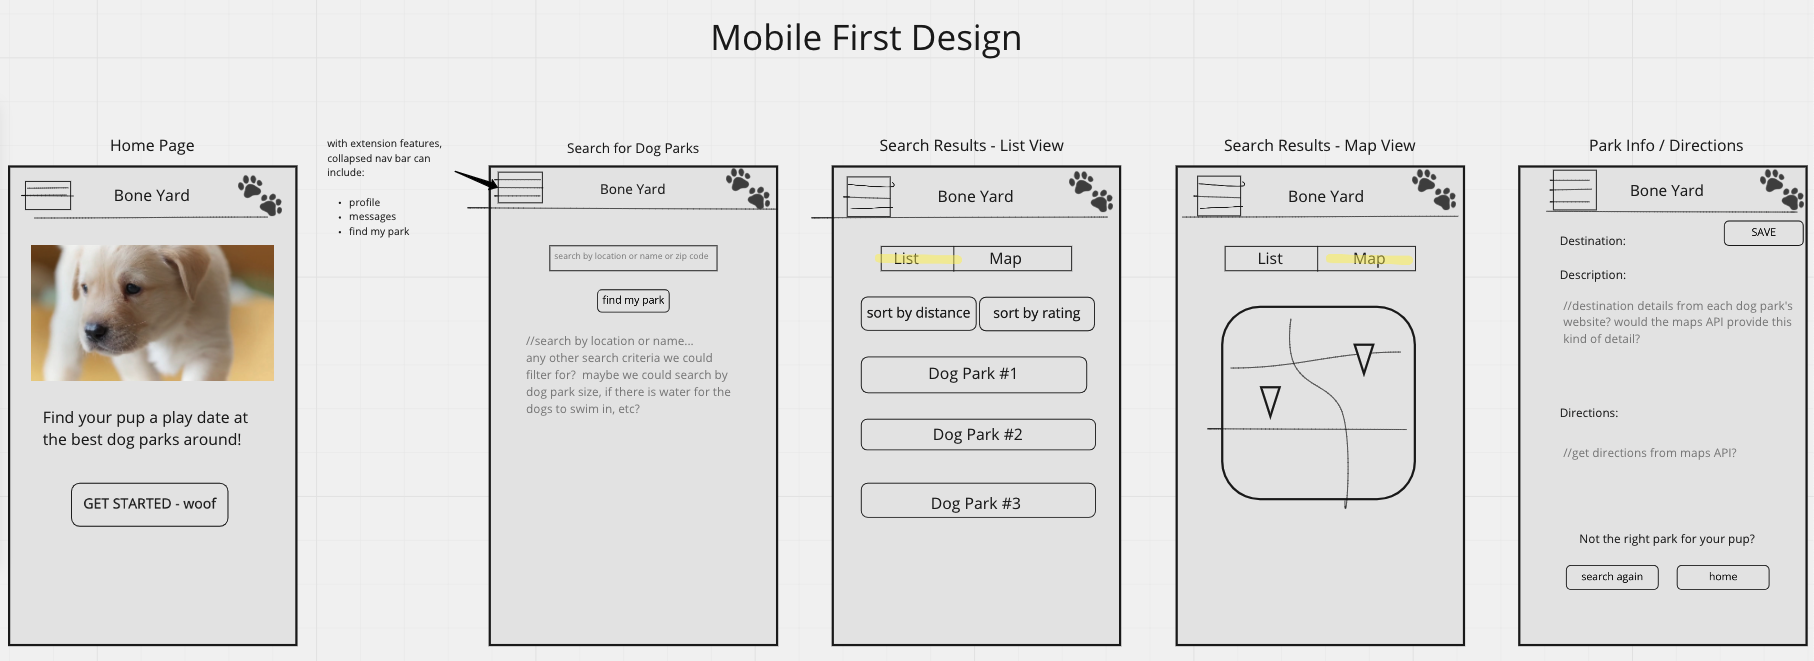 Mobile First Design
Home Page
Bone Yard
Find your pup a play date at
the best dog parks around!
GET STARTED - woof
with extension features,
collapsed nav bar can
include:
• profile
• messages
• find my park
Search for Dog Parks
Bone Yard
search by location or name or zip code
find my park
//search by location or name...
any other search criteria we could
filter for?  maybe we could search by
dog park size, if there is water for the
dogs to swim in, etc?
Search Results - List View
Bone Yard
List Map
sort by distance sort by rating
Dog Park #1
Dog Park #2
Dog Park #3
Search Results - Map View
Bone Yard
List Map
Park Info / Directions
Bone Yard
SAVE
Destination:
Description:
//destination details from each dog park's
website? would the maps API provide this
kind of detail?
Directions:
//get directions from maps API?
Not the right park for your pup?
search again home